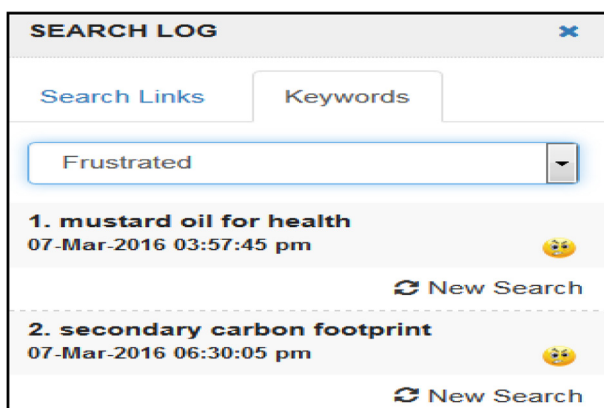 SEARCH LOG
Search Links
Keywords
Frustrated
1. mustard oil for health
07-Mar-2016 03:57:45 pm
New Search
2. secondary carbon footprint
07-Mar-2016 06:30:05 pm
New Search